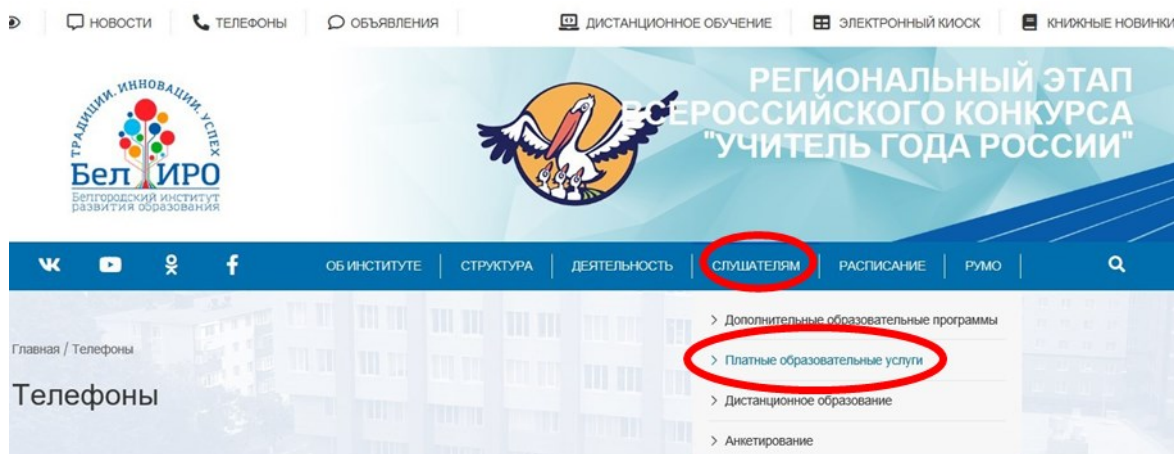 НОВОСТИ
ТЕЛЕФОНЫ
ОБЪЯВЛЕНИЯ
ДИСТАНЦИОННОЕ ОБУЧЕНИЕ
ЭЛЕКТРОННЫЙ КИОСК
КНИЖНЫЕ НОВИНКИ
ТРАДИЦИИ, ИННОВАЦИИ, УСПЕХ
Бел ИРО
Белгородский институт
развития образования
РЕГИОНАЛЬНЫЙ ЭТАП
ВСЕРОССИЙСКОГО КОНКУРСА
"УЧИТЕЛЬ ГОДА РОССИИ"
ОБ ИНСТИТУТЕ
СТРУКТУРА
ДЕЯТЕЛЬНОСТЬ
СЛУШАТЕЛЯМ
РАСПИСАНИЕ
РУМО
Главная / Телефоны
Телефоны
Дополнительные образовательные программы
Платные образовательные услуги
Дистанционное образование
Анкетирование